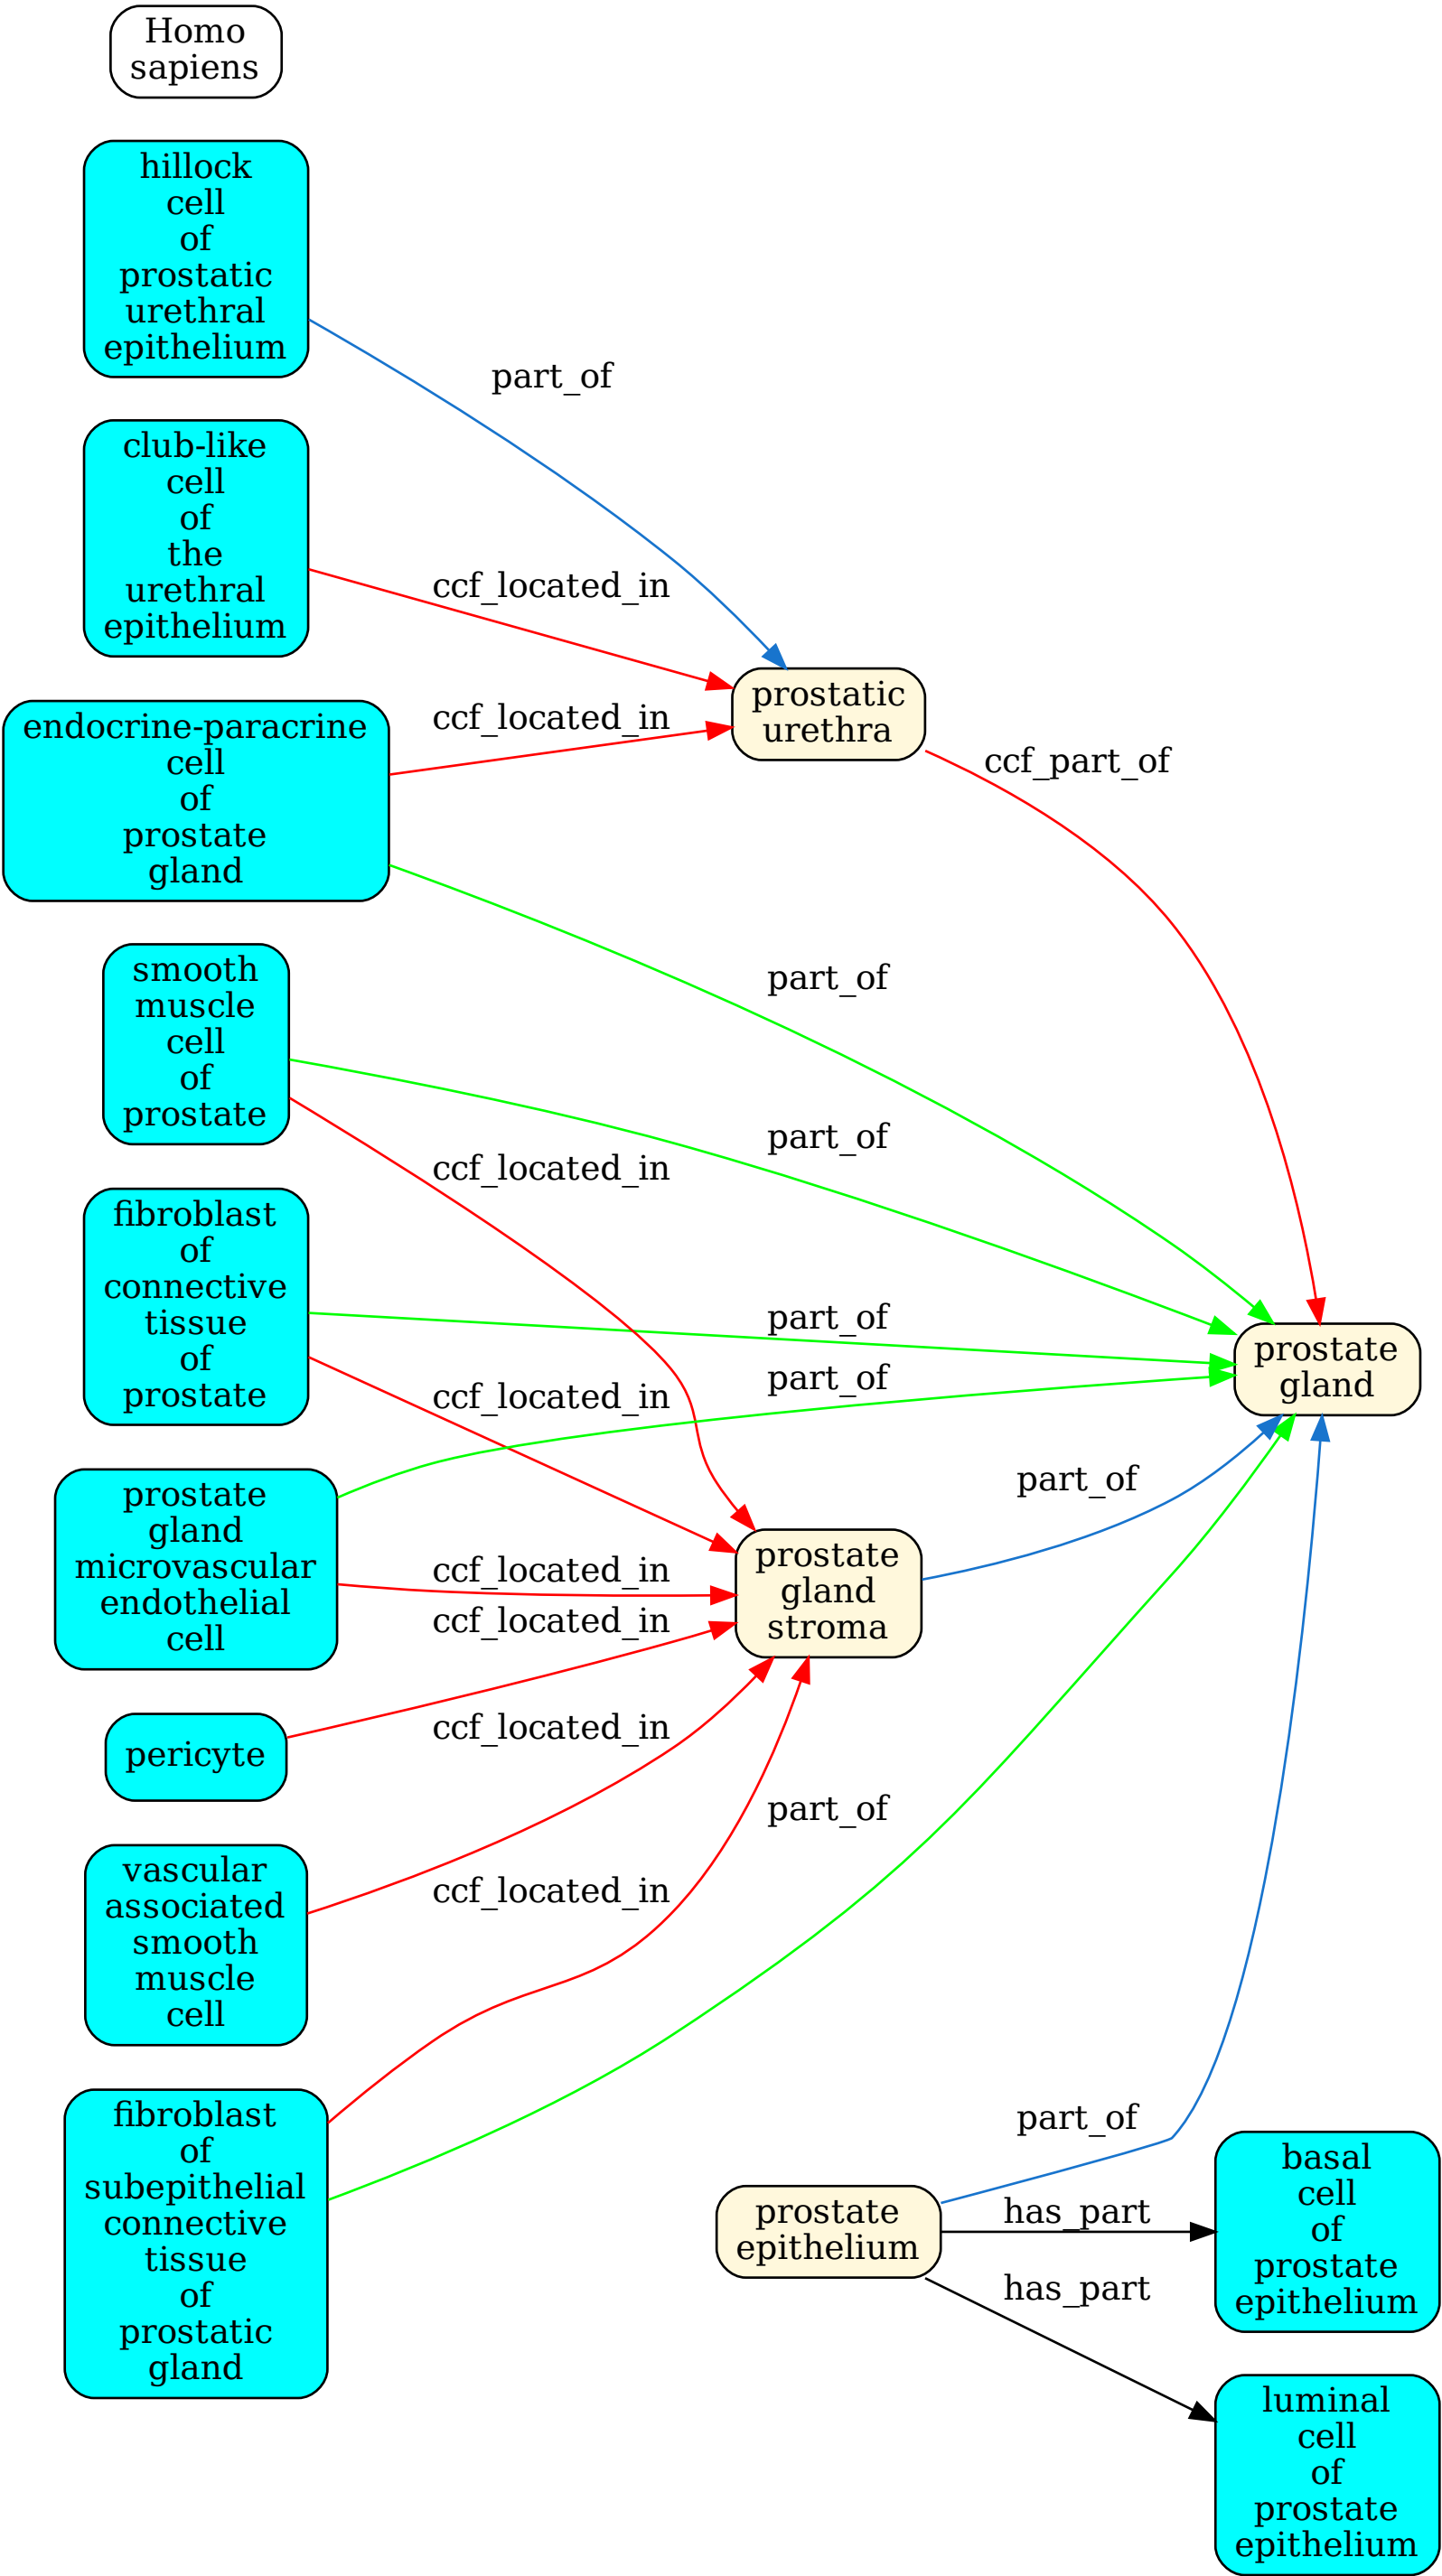 Homo
sapiens
hillock
cell
of
prostatic
urethral
epithelium
part_of
club-like
cell
of
the
urethral
epithelium
ccf_located_in
endocrine-paracrine
cell
of
prostate
gland
ccf_located_in
prostatic
urethra
ccf_part_of
part_of
smooth
muscle
cell
of
prostate
part_of
ccf_located_in
fibroblast
of
connective
tissue
of
prostate
part_of
part_of
ccf_located_in
prostate
gland
prostate
gland
microvascular
endothelial
cell
ccf_located_in
ccf_located_in
prostate
gland
stroma
part_of
pericyte
ccf_located_in
part_of
vascular
associated
smooth
muscle
cell
ccf_located_in
fibroblast
of
subepithelial
connective
tissue
of
prostatic
gland
part_of
prostate
epithelium
has_part
has_part
basal
cell
of
prostate
epithelium
luminal
cell
of
prostate
epithelium